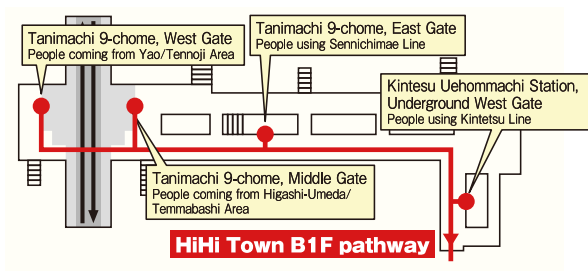 Tanimachi 9-chome, West Gate
People coming from Yao/Tennoji Area
Tanimachi 9-chome, East Gate
People using Sennichimae Line
Kintesu Uehommachi Station,
Underground West Gate
People using Kintetsu Line
Tanimachi 9-chome, Middle Gate
People coming from Higashi-Umeda/
Temmabashi Area
HiHi Town B1F pathway